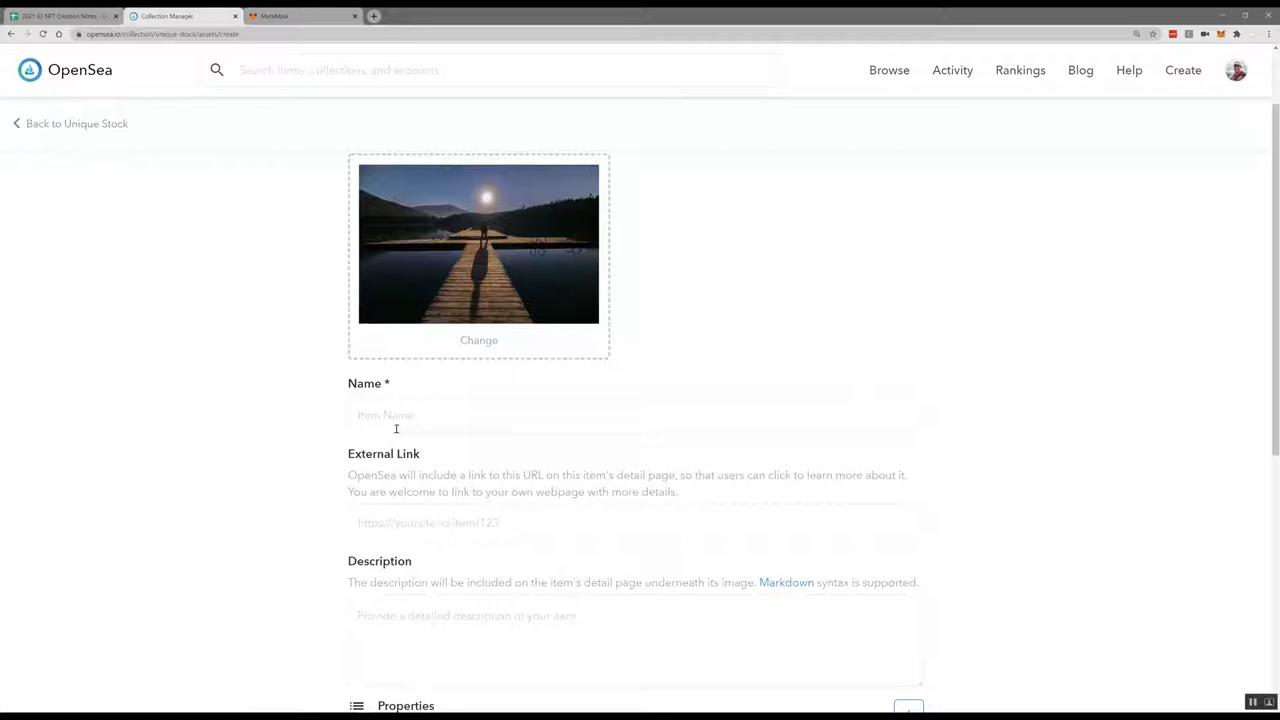 2021 03 NFT Creation Notes - G
Collection Manager
MetaMask
opensea.io/collection/unique-stock/assets/create
OpenSea
Search items, collections, and accounts
Browse
Activity
Rankings
Blog
Help
Create
Back to Unique Stock
Change
Name *
Item Name
External Link
OpenSea will include a link to this URL on this item's detail page, so that users can click to learn more about it.
You are welcome to link to your own webpage with more details.
https://yoursite.io/item/123
Description
The description will be included on the item's detail page underneath its image. Markdown syntax is supported.
Provide a detailed description of your item
Properties